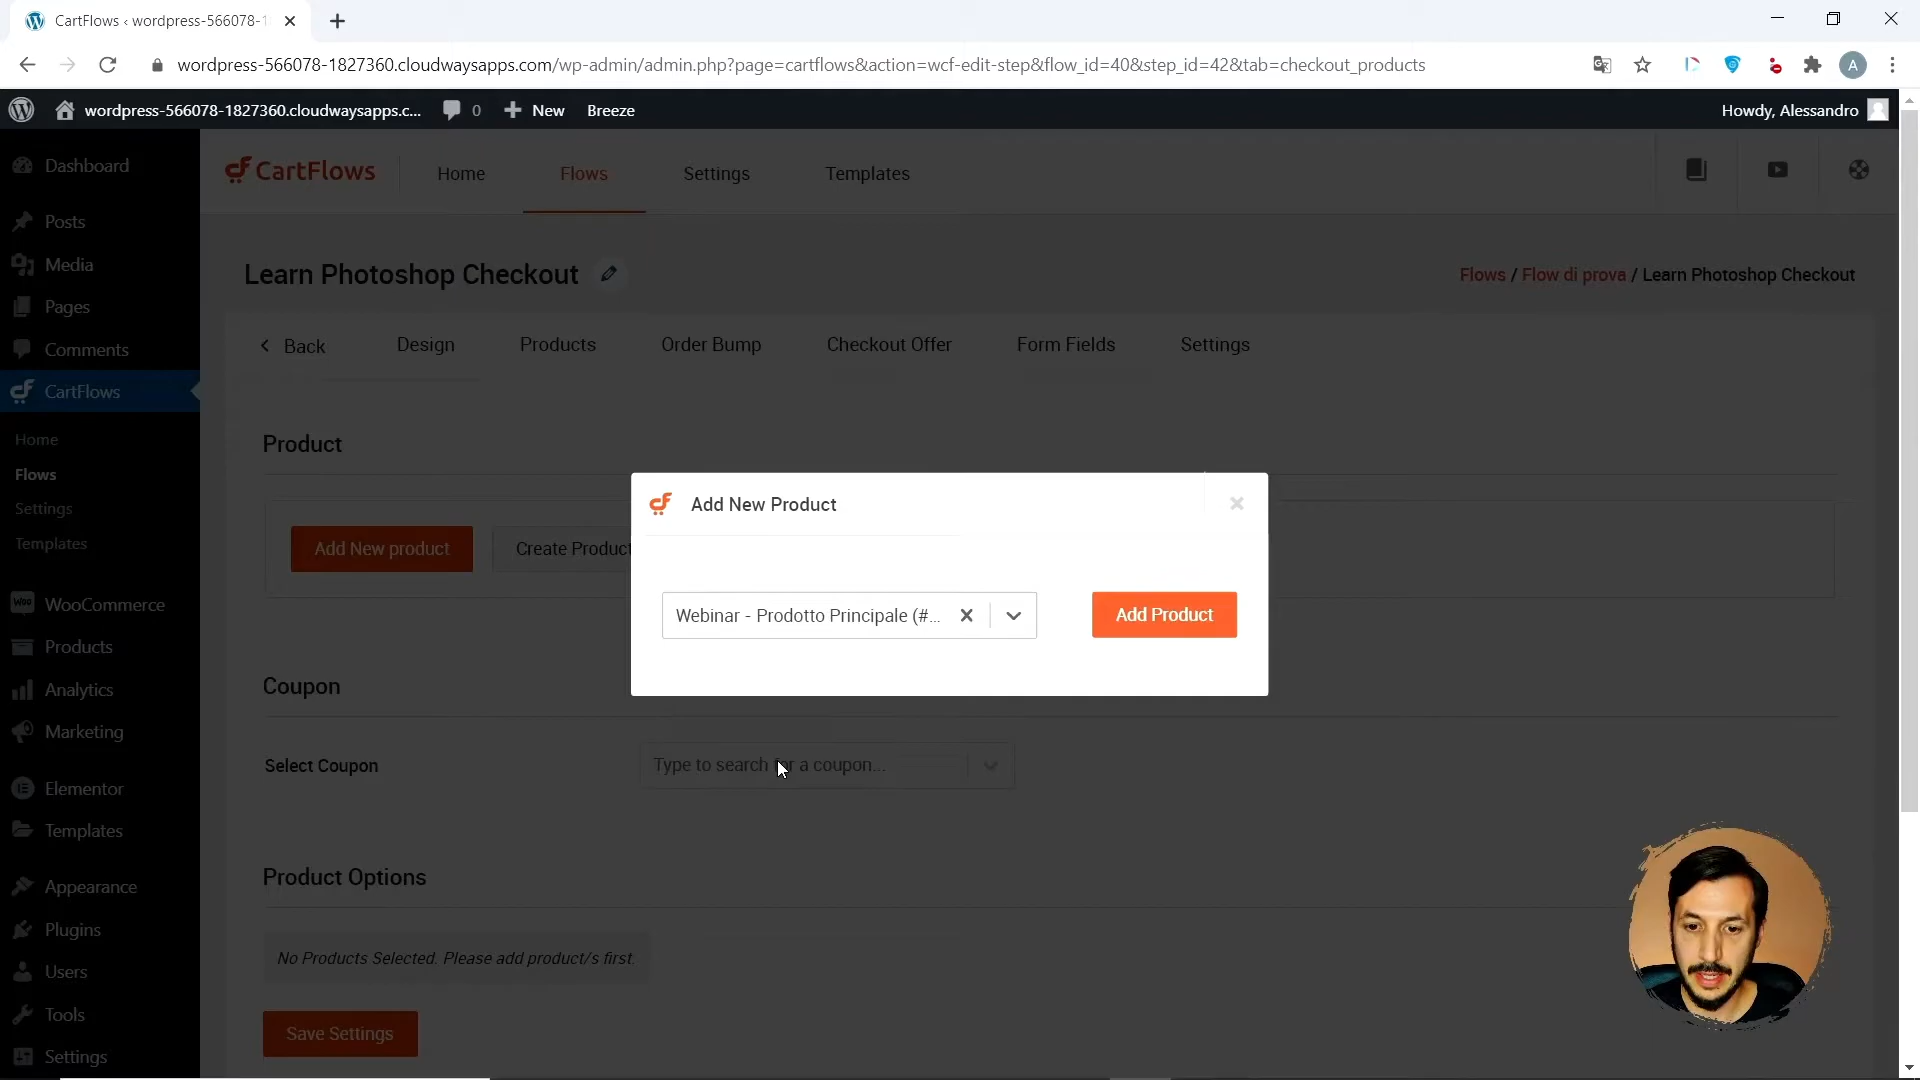 CartFlows ‹ wordpress-566078-1
wordpress-566078-1827360.cloudwaysapps.com/wp-admin/admin.php?page=cartflows&action=wcf-edit-step&flow_id=40&step_id=42&tab=checkout_products
A
wordpress-566078-1827360.cloudwaysapps.c... 0 New Breeze Howdy, Alessandro
Dashboard
Posts
Media
Pages
Comments
CartFlows
Home
Flows
Settings
Templates
WooCommerce
Products
Analytics
Marketing
Elementor
Templates
Appearance
Plugins
Users
Tools
Settings
CartFlows Home Flows Settings Templates
Learn Photoshop Checkout
Flows / Flow di prova / Learn Photoshop Checkout
Back Design Products Order Bump Checkout Offer Form Fields Settings
Product
Add New product Create Product
Add New Product
Webinar - Prodotto Principale (#...
Add Product
Coupon
Select Coupon Type to search for a coupon...
Product Options
No Products Selected. Please add product/s first.
Save Settings